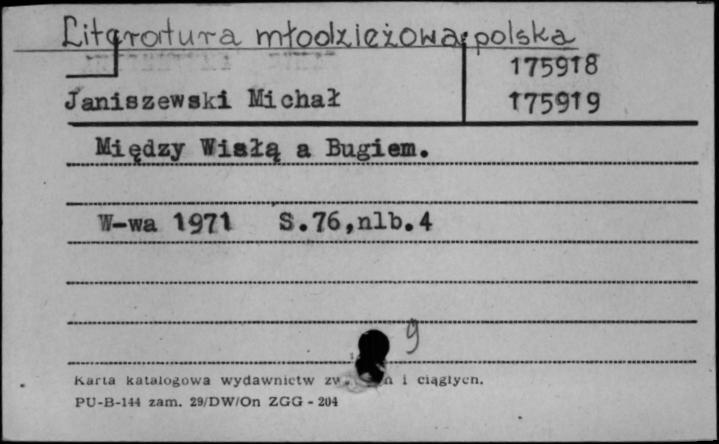 Literatura młodzieżowa polska
175918
Janiszewski Michał
175919
Między Wisłą a Bugiem.
W-wa 1971 S.76,nlb.4
9
Karta katalogowa wydawnictw i ciągłych.
PU-B-144 zam. 29/DW/On ZGG - 204